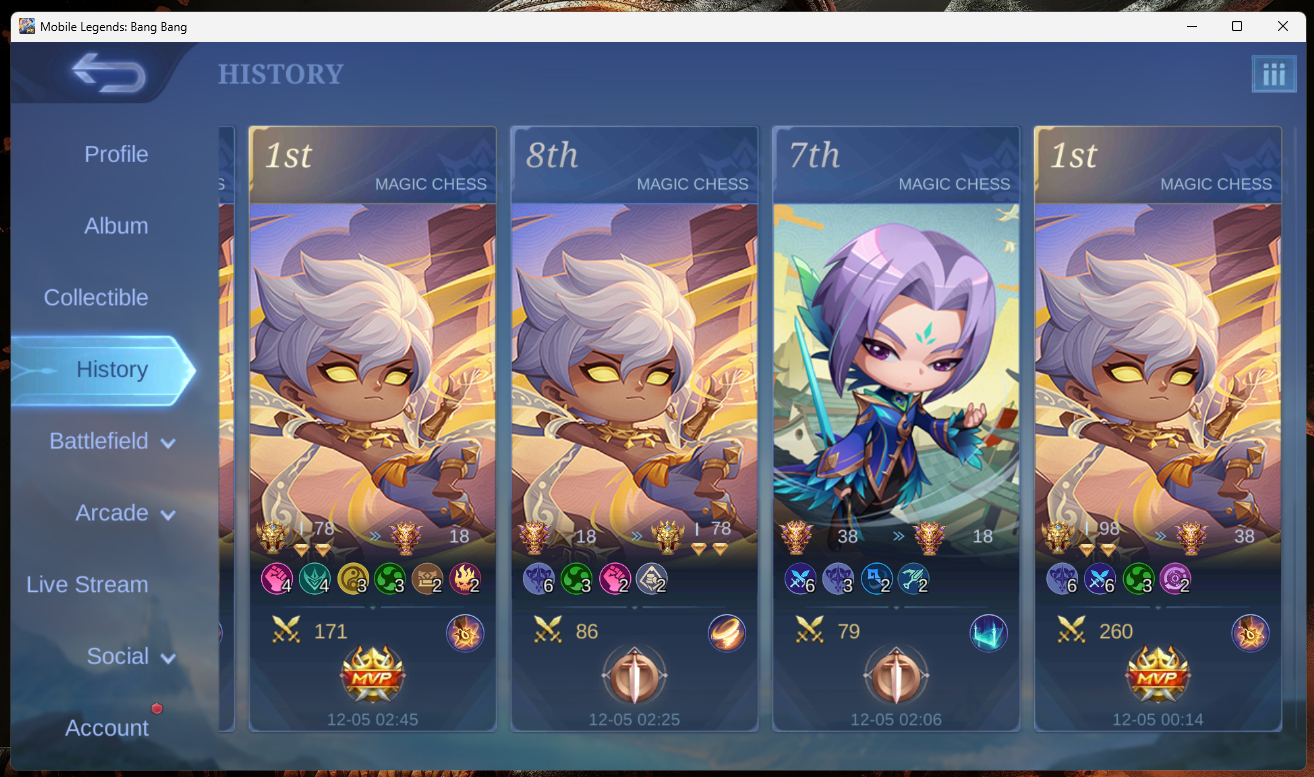 Mobile Legends: Bang Bang
HISTORY
Profile
Album
Collectible
History
Battlefield
Arcade
Live Stream
Social
Account
S
1st
MAGIC CHESS
I 78
18
4 4 3 3 2 2
171
MVP
12-05 02:45
8th
MAGIC CHESS
18
I 78
6 3 2 2
86
12-05 02:25
7th
MAGIC CHESS
38
18
6 3 2 2
79
12-05 02:06
1st
MAGIC CHESS
I 98
38
6 6 3 2
260
MVP
12-05 00:14